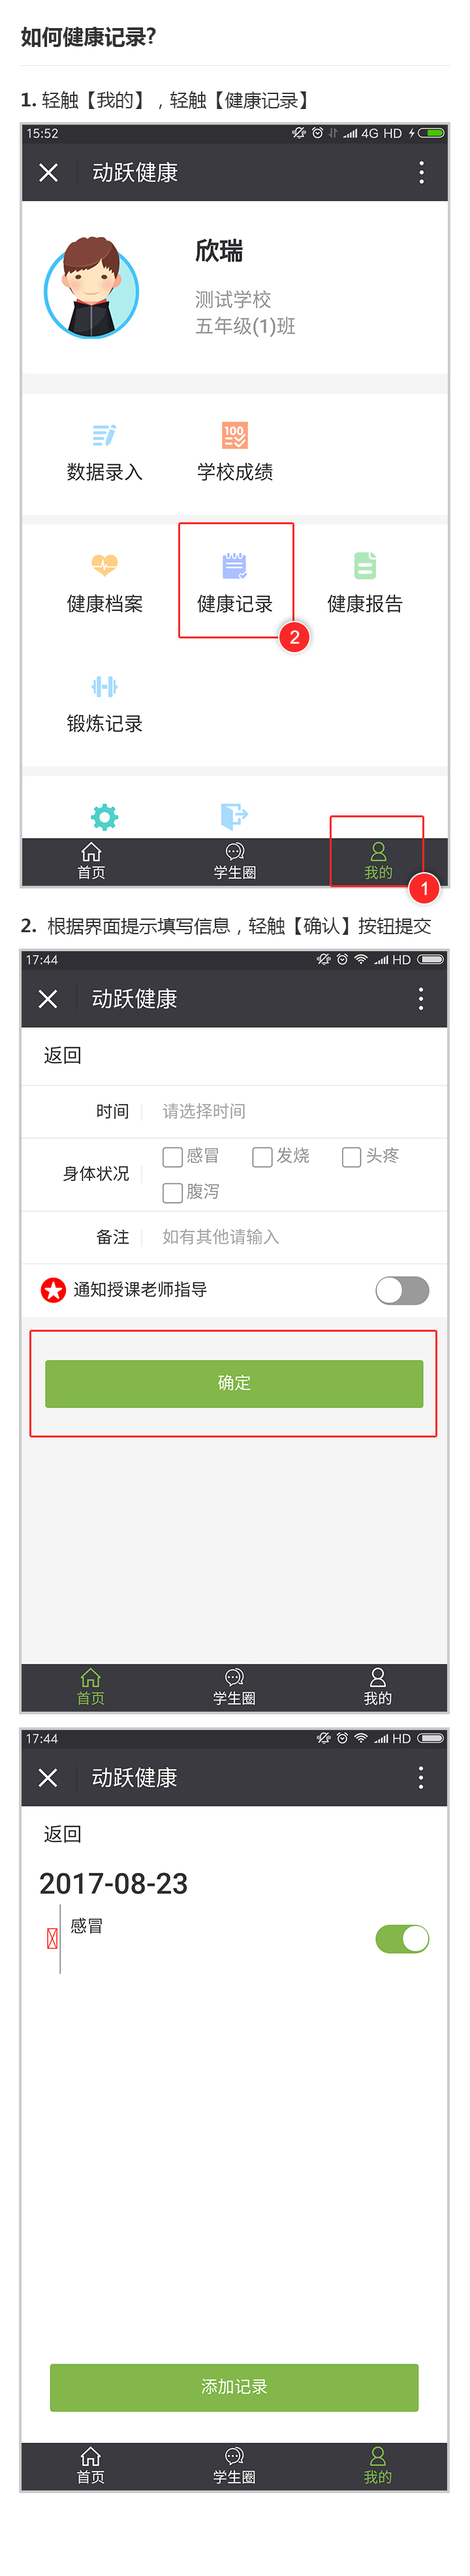 如何健康记录?
1. 轻触【我的】，轻触【健康记录】
15:52 4G HD
动跃健康
欣瑞
测试学校
五年级(1)班
数据录入 学校成绩
100
健康档案 健康记录 健康报告
2
锻炼记录
首页 学生圈 我的
1
2. 根据界面提示填写信息，轻触【确认】按钮提交
17:44 HD
动跃健康
返回
时间 请选择时间
身体状况 感冒 发烧 头疼
腹泻
备注 如有其他请输入
通知授课老师指导
确定
首页 学生圈 我的
17:44 HD
动跃健康
返回
2017-08-23
感冒
添加记录
首页 学生圈 我的